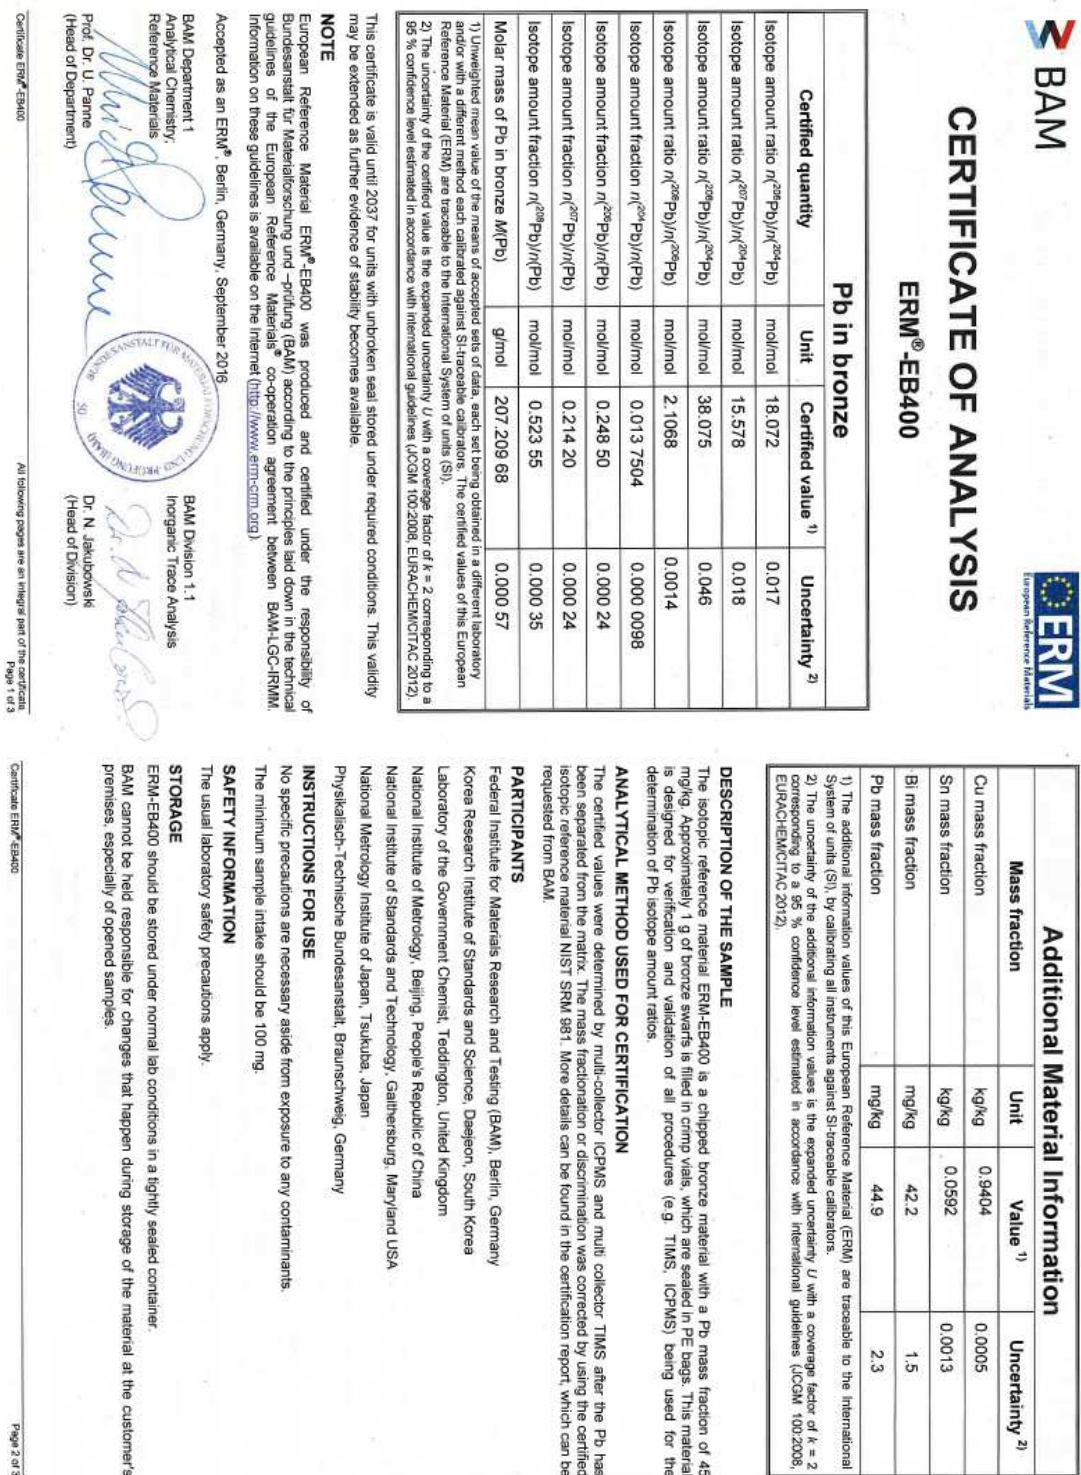 BAM
ERM
European Reference Materials
CERTIFICATE OF ANALYSIS
ERM®-EB400
Pb in bronze
Certified quantity Unit Certified value 1) Uncertainty 2)
Isotope amount ratio n(206Pb)/n(204Pb) mol/mol 18.072 0.017
Isotope amount ratio n(207Pb)/n(204Pb) mol/mol 15.578 0.018
Isotope amount ratio n(208Pb)/n(204Pb) mol/mol 38.075 0.046
Isotope amount ratio n(208Pb)/n(206Pb) mol/mol 2.1068 0.0014
Isotope amount fraction n(204Pb)/n(Pb) mol/mol 0.013 7504 0.000 0098
Isotope amount fraction n(206Pb)/n(Pb) mol/mol 0.248 50 0.000 24
Isotope amount fraction n(207Pb)/n(Pb) mol/mol 0.214 20 0.000 24
Isotope amount fraction n(208Pb)/n(Pb) mol/mol 0.523 55 0.000 35
Molar mass of Pb in bronze M(Pb) g/mol 207.209 68 0.000 57
1) Unweighted mean value of the means of accepted sets of data, each set being obtained in a different laboratory
and/or with a different method each calibrated against SI-traceable calibrators. The certified values of this European
Reference Material (ERM) are traceable to the International System of units (SI).
2) The uncertainty of the certified value is the expanded uncertainty U with a coverage factor of k = 2 corresponding to a
95 % confidence level estimated in accordance with international guidelines (JCGM 100:2008, EURACHEM/CITAC 2012).
This certificate is valid until 2037 for units with unbroken seal stored under required conditions. This validity
may be extended as further evidence of stability becomes available.
NOTE
European Reference Material ERM®-EB400 was produced and certified under the responsibility of
Bundesanstalt für Materialforschung und –prüfung (BAM) according to the principles laid down in the technical
guidelines of the European Reference Materials® co-operation agreement between BAM-LGC-IRMM.
Information on these guidelines is available on the Internet (http://www.erm-crm.org).
Accepted as an ERM®, Berlin, Germany, September 2016
BAM Department 1
Analytical Chemistry;
Reference Materials
BAM Division 1.1
Inorganic Trace Analysis
BUNDESANSTALT FÜR MATERIALFORSCHUNG UND -PRÜFUNG (BAM)
50
Prof. Dr. U. Panne
(Head of Department)
Dr. N. Jakubowski
(Head of Division)
Certificate ERM®-EB400
All following pages are an integral part of the certificate
Page 1 of 3
Additional Material Information
Mass fraction Unit Value 1) Uncertainty 2)
Cu mass fraction kg/kg 0.9404 0.0005
Sn mass fraction kg/kg 0.0592 0.0013
Bi mass fraction mg/kg 42.2 1.5
Pb mass fraction mg/kg 44.9 2.3
1) The additional information values of this European Reference Material (ERM) are traceable to the International
System of units (SI), by calibrating all instruments against SI-traceable calibrators.
2) The uncertainty of the additional information values is the expanded uncertainty U with a coverage factor of k = 2
corresponding to a 95 % confidence level estimated in accordance with international guidelines (JCGM 100:2008,
EURACHEM/CITAC 2012).
DESCRIPTION OF THE SAMPLE
The isotopic reference material ERM-EB400 is a chipped bronze material with a Pb mass fraction of 45
mg/kg. Approximately 1 g of bronze swarfs is filled in crimp vials, which are sealed in PE bags. This material
is designed for verification and validation of all procedures (e.g. TIMS, ICPMS) being used for the
determination of Pb isotope amount ratios.
ANALYTICAL METHOD USED FOR CERTIFICATION
The certified values were determined by multi-collector ICPMS and multi collector TIMS after the Pb has
been separated from the matrix. The mass fractionation or discrimination was corrected by using the certified
isotopic reference material NIST SRM 981. More details can be found in the certification report, which can be
requested from BAM.
PARTICIPANTS
Federal Institute for Materials Research and Testing (BAM), Berlin, Germany
Korea Research Institute of Standards and Science, Daejeon, South Korea
Laboratory of the Government Chemist, Teddington, United Kingdom
National Institute of Metrology, Beijing, People's Republic of China
National Institute of Standards and Technology, Gaithersburg, Maryland USA
National Metrology Institute of Japan, Tsukuba, Japan
Physikalisch-Technische Bundesanstalt, Braunschweig, Germany
INSTRUCTIONS FOR USE
No specific precautions are necessary aside from exposure to any contaminants.
The minimum sample intake should be 100 mg.
SAFETY INFORMATION
The usual laboratory safety precautions apply.
STORAGE
ERM-EB400 should be stored under normal lab conditions in a tightly sealed container.
BAM cannot be held responsible for changes that happen during storage of the material at the customer's
premises, especially of opened samples.
Certificate ERM®-EB400
Page 2 of 3